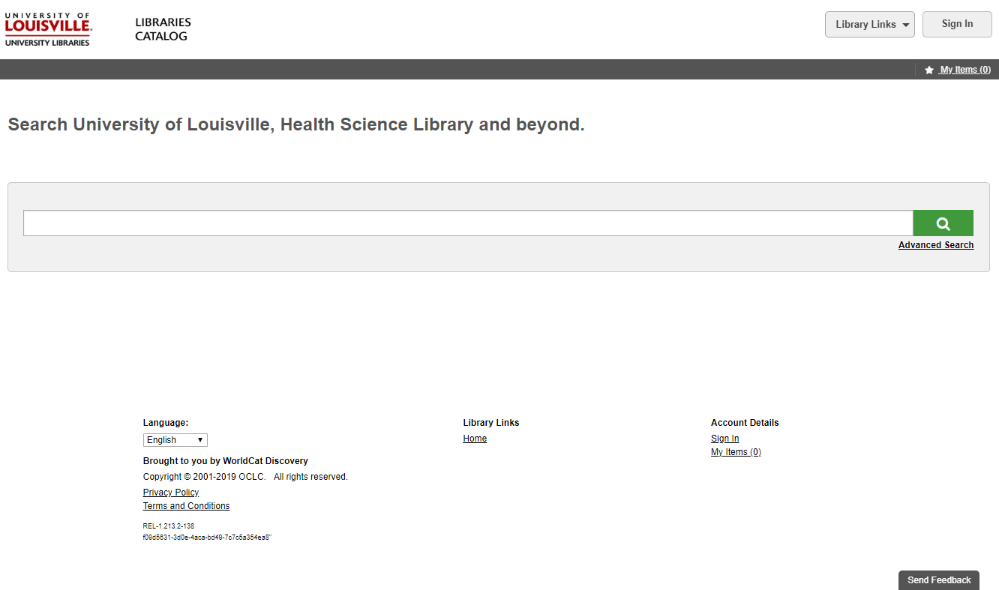 UNIVERSITY OF
LOUISVILLE.
UNIVERSITY LIBRARIES
LIBRARIES
CATALOG
Library Links
Sign In
My Items (0)
Search University of Louisville, Health Science Library and beyond.
Advanced Search
Language:
English
Brought to you by WorldCat Discovery
Copyright © 2001-2019 OCLC. All rights reserved.
Privacy Policy
Terms and Conditions
REL-1.213.2-138
f09d5631-3d0e-4aca-bd49-7c7c5a354ea8"
Library Links
Home
Account Details
Sign In
My Items (0)
Send Feedback